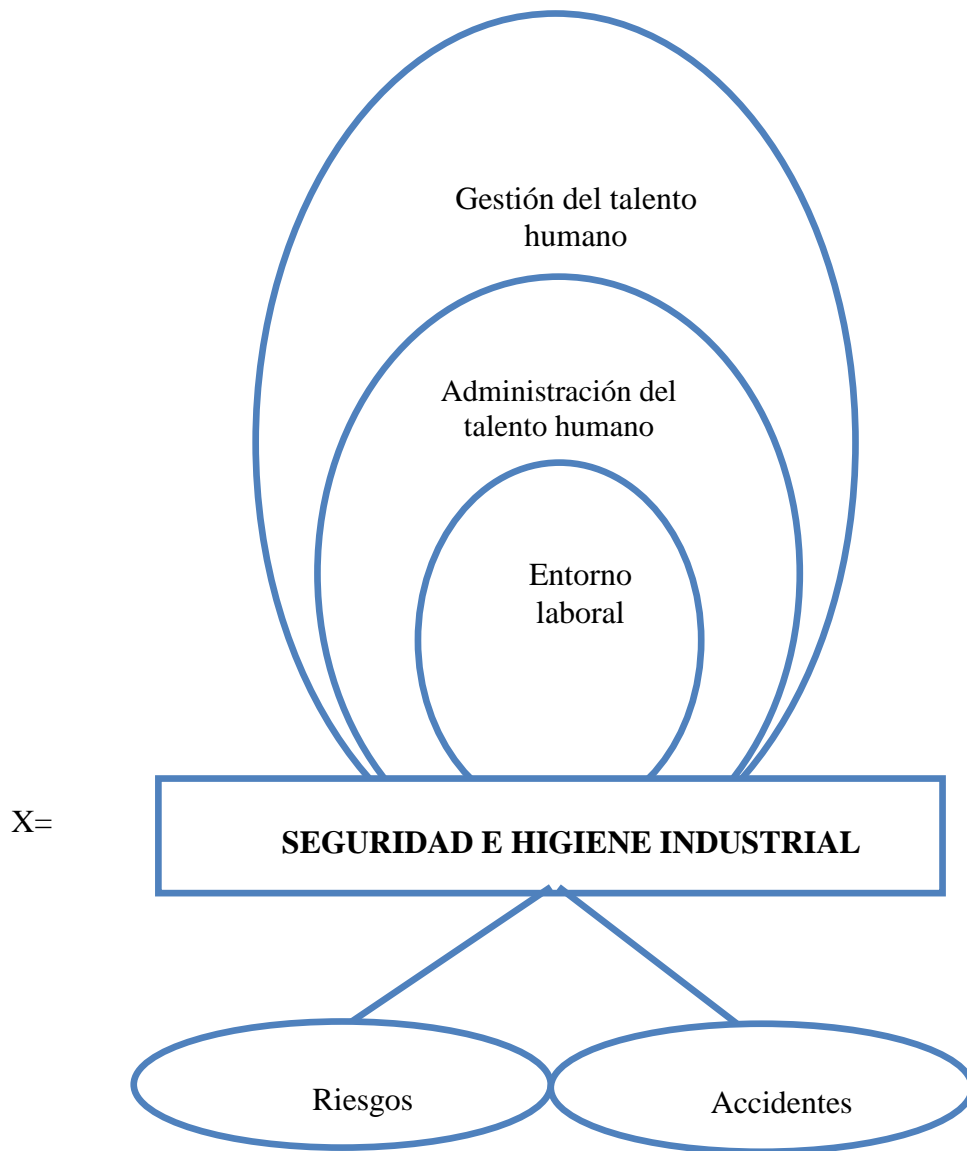 Gestión del talento
humano
Administración del
talento humano
Entorno
laboral
X=
SEGURIDAD E HIGIENE INDUSTRIAL
Riesgos
Accidentes